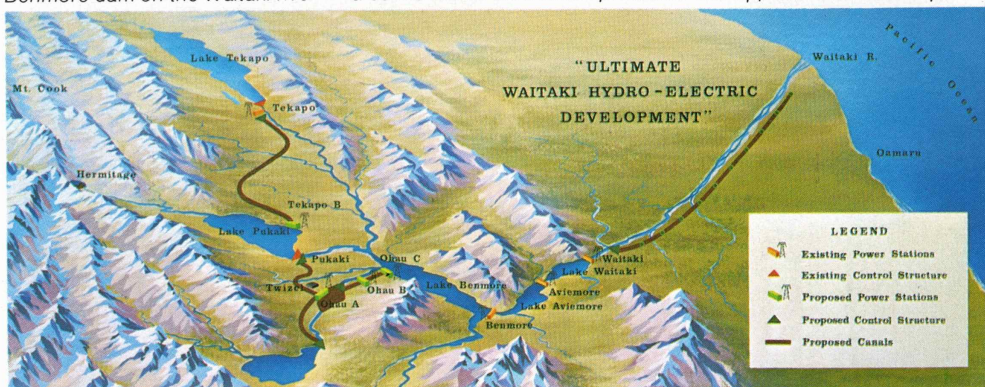 Benmore dam on the Waitaki
Lake Tekapo
Mt. Cook
Tekapo
Hermitage
Tekapo B
Lake Pukaki
Pukaki
Twizel
Ohau A
Ohau B
Ohau C
Lake Benmore
Benmore
Aviemore
Lake Aviemore
Waitaki
Lake Waitaki
"ULTIMATE
WAITAKI HYDRO-ELECTRIC
DEVELOPMENT"
Waitaki R.
Pacific
Ocean
Oamaru
LEGEND
Existing Power Stations
Existing Control Structure
Proposed Power Stations
Proposed Control Structure
Proposed Canals